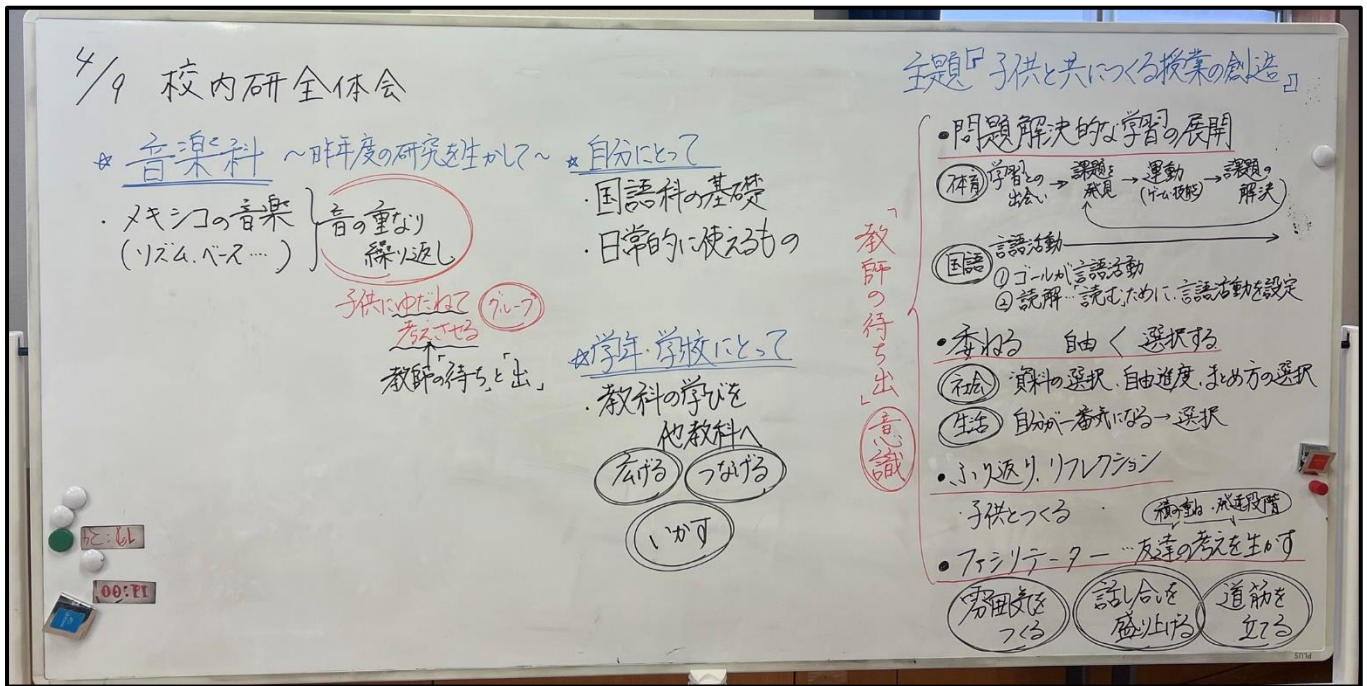 4/9 校内研全体会
☆ 音楽科 ～昨年度の研究を生かして～
・メキシコの音楽
(リズム、ベース…)
音の重なり
繰り返し
子供にゆだねて
考えさせる
グループ
教師の「待ち」と「出」
☆ 自分にとって
・国語科の基礎
・日常的に使えるもの
☆学年・学校にとって
・教科の学びを
他教科へ
広げる
つなげる
いかす
主題『子供と共につくる授業の創造』
「教師の待ち出」意識
・問題解決的な学習の展開
体育 学習との出会い → 課題を発見 → 運動(ゲーム・技能) → 課題の解決
国語 言語活動
① ゴールが言語活動
② 読解…「読む」ために、言語活動を設定
・委ねる 自由く 選択する
社会 資料の選択、自由進度、まとめ方の選択
生活 自分が一番気になる→選択
・ふり返り、リフレクション
・子供とつくる・
積み重ね・発達段階
・ファシリテーター…友達の考えを生かす
雰囲気をつくる
話し合いを盛り上げる
道筋を立てる
PLUS